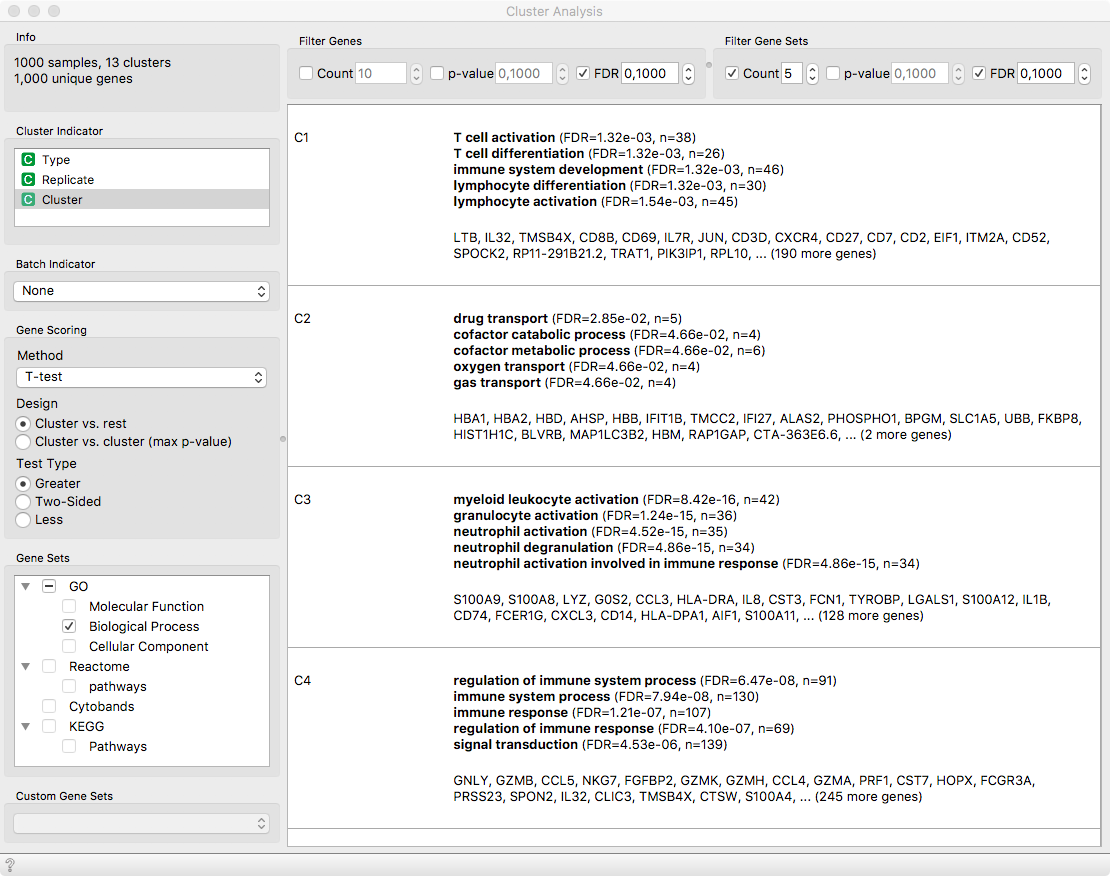 Cluster Analysis
Info
1000 samples, 13 clusters
1,000 unique genes
Cluster Indicator
C Type
C Replicate
C Cluster
Batch Indicator
None
Gene Scoring
Method
T-test
Design
Cluster vs. rest
Cluster vs. cluster (max p-value)
Test Type
Greater
Two-Sided
Less
Gene Sets
GO
Molecular Function
Biological Process
Cellular Component
Reactome
pathways
Cytobands
KEGG
Pathways
Custom Gene Sets
Filter Genes
Count 10 p-value 0,1000 FDR 0,1000
Filter Gene Sets
Count 5 p-value 0,1000 FDR 0,1000
C1
T cell activation (FDR=1.32e-03, n=38)
T cell differentiation (FDR=1.32e-03, n=26)
immune system development (FDR=1.32e-03, n=46)
lymphocyte differentiation (FDR=1.32e-03, n=30)
lymphocyte activation (FDR=1.54e-03, n=45)
LTB, IL32, TMSB4X, CD8B, CD69, IL7R, JUN, CD3D, CXCR4, CD27, CD7, CD2, EIF1, ITM2A, CD52,
SPOCK2, RP11-291B21.2, TRAT1, PIK3IP1, RPL10, ... (190 more genes)
C2
drug transport (FDR=2.85e-02, n=5)
cofactor catabolic process (FDR=4.66e-02, n=4)
cofactor metabolic process (FDR=4.66e-02, n=6)
oxygen transport (FDR=4.66e-02, n=4)
gas transport (FDR=4.66e-02, n=4)
HBA1, HBA2, HBD, AHSP, HBB, IFIT1B, TMCC2, IFI27, ALAS2, PHOSPHO1, BPGM, SLC1A5, UBB, FKBP8,
HIST1H1C, BLVRB, MAP1LC3B2, HBM, RAP1GAP, CTA-363E6.6, ... (2 more genes)
C3
myeloid leukocyte activation (FDR=8.42e-16, n=42)
granulocyte activation (FDR=1.24e-15, n=36)
neutrophil activation (FDR=4.52e-15, n=35)
neutrophil degranulation (FDR=4.86e-15, n=34)
neutrophil activation involved in immune response (FDR=4.86e-15, n=34)
S100A9, S100A8, LYZ, G0S2, CCL3, HLA-DRA, IL8, CST3, FCN1, TYROBP, LGALS1, S100A12, IL1B,
CD74, FCER1G, CXCL3, CD14, HLA-DPA1, AIF1, S100A11, ... (128 more genes)
C4
regulation of immune system process (FDR=6.47e-08, n=91)
immune system process (FDR=7.94e-08, n=130)
immune response (FDR=1.21e-07, n=107)
regulation of immune response (FDR=4.10e-07, n=69)
signal transduction (FDR=4.53e-06, n=139)
GNLY, GZMB, CCL5, NKG7, FGFBP2, GZMK, GZMH, CCL4, GZMA, PRF1, CST7, HOPX, FCGR3A,
PRSS23, SPON2, IL32, CLIC3, TMSB4X, CTSW, S100A4, ... (245 more genes)
?